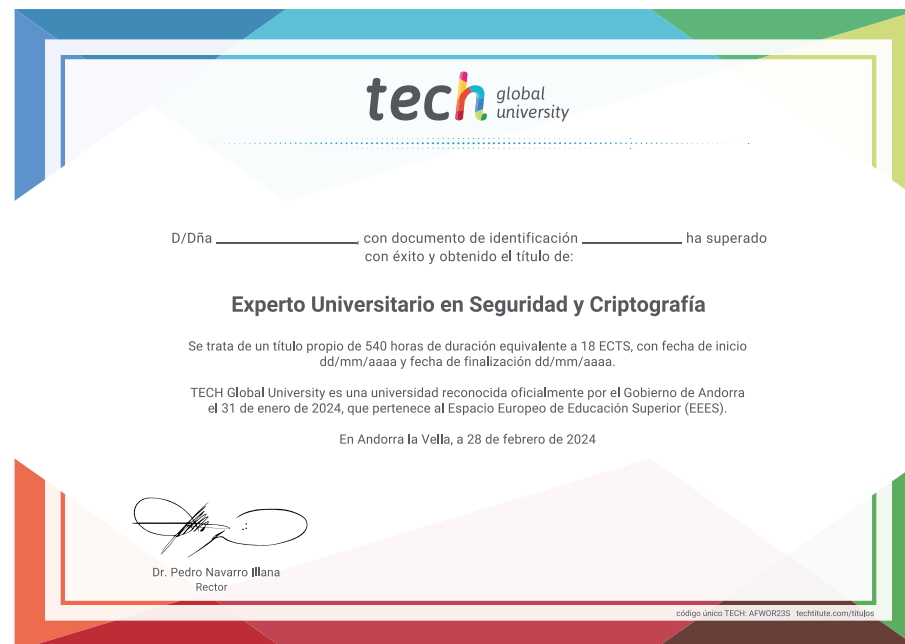 tech global university
D/Dña ____________________, con documento de identificación ______________ ha superado
con éxito y obtenido el título de:
Experto Universitario en Seguridad y Criptografía
Se trata de un título propio de 540 horas de duración equivalente a 18 ECTS, con fecha de inicio
dd/mm/aaaa y fecha de finalización dd/mm/aaaa.
TECH Global University es una universidad reconocida oficialmente por el Gobierno de Andorra
el 31 de enero de 2024, que pertenece al Espacio Europeo de Educación Superior (EEES).
En Andorra la Vella, a 28 de febrero de 2024
Dr. Pedro Navarro Illana
Rector
código único TECH: AFWOR23S techtitute.com/titulos